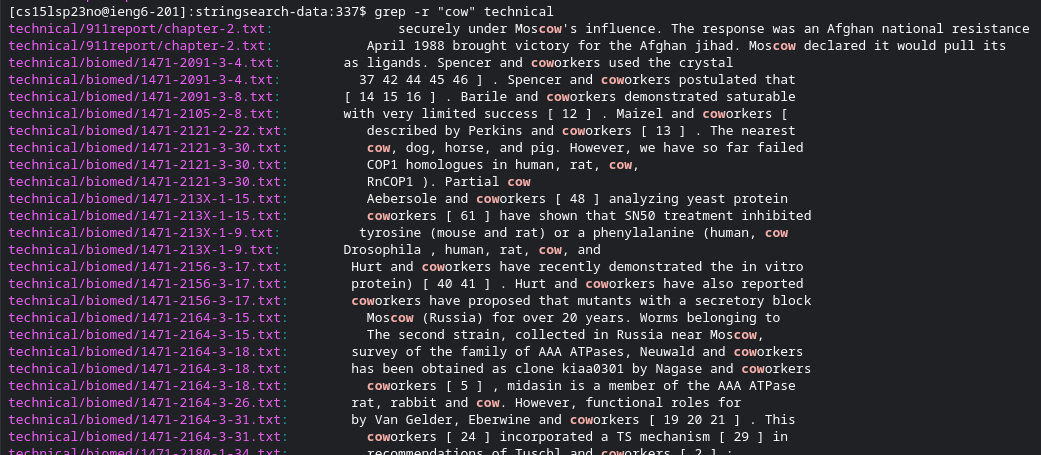 [cs15lsp23no@ieng6-201]:stringsearch-data:337$ grep -r "cow" technical
technical/911report/chapter-2.txt: securely under Moscow's influence. The response was an Afghan national resistance
technical/911report/chapter-2.txt: April 1988 brought victory for the Afghan jihad. Moscow declared it would pull its
technical/biomed/1471-2091-3-4.txt: as ligands. Spencer and coworkers used the crystal
technical/biomed/1471-2091-3-4.txt: 37 42 44 45 46 ] . Spencer and coworkers postulated that
technical/biomed/1471-2091-3-8.txt: [ 14 15 16 ] . Barile and coworkers demonstrated saturable
technical/biomed/1471-2105-2-8.txt: with very limited success [ 12 ] . Maizel and coworkers [
technical/biomed/1471-2121-2-22.txt: described by Perkins and coworkers [ 13 ] . The nearest
technical/biomed/1471-2121-3-30.txt: cow, dog, horse, and pig. However, we have so far failed
technical/biomed/1471-2121-3-30.txt: COP1 homologues in human, rat, cow,
technical/biomed/1471-2121-3-30.txt: RnCOP1 ). Partial cow
technical/biomed/1471-213X-1-15.txt: Aebersole and coworkers [ 48 ] analyzing yeast protein
technical/biomed/1471-213X-1-15.txt: coworkers [ 61 ] have shown that SN50 treatment inhibited
technical/biomed/1471-213X-1-9.txt: tyrosine (mouse and rat) or a phenylalanine (human, cow
technical/biomed/1471-213X-1-9.txt: Drosophila , human, rat, cow, and
technical/biomed/1471-2156-3-17.txt: Hurt and coworkers have recently demonstrated the in vitro
technical/biomed/1471-2156-3-17.txt: protein) [ 40 41 ] . Hurt and coworkers have also reported
technical/biomed/1471-2156-3-17.txt: coworkers have proposed that mutants with a secretory block
technical/biomed/1471-2164-3-15.txt: Moscow (Russia) for over 20 years. Worms belonging to
technical/biomed/1471-2164-3-15.txt: The second strain, collected in Russia near Moscow,
technical/biomed/1471-2164-3-18.txt: survey of the family of AAA ATPases, Neuwald and coworkers
technical/biomed/1471-2164-3-18.txt: has been obtained as clone kiaa0301 by Nagase and coworkers
technical/biomed/1471-2164-3-18.txt: coworkers [ 5 ] , midasin is a member of the AAA ATPase
technical/biomed/1471-2164-3-26.txt: rat, rabbit and cow. However, functional roles for
technical/biomed/1471-2164-3-31.txt: by Van Gelder, Eberwine and coworkers [ 19 20 21 ] . This
technical/biomed/1471-2164-3-31.txt: coworkers [ 24 ] incorporated a TS mechanism [ 29 ] in
technical/biomed/1471-2180-1-34.txt: recommendations of Tuschl and coworkers [ 2 ] :